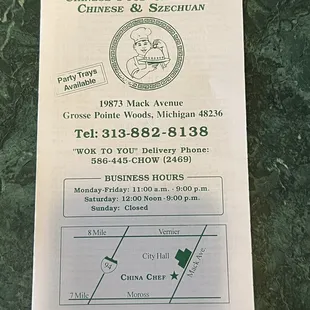 Chinese & Szechuan
Party Trays
Available
19873 Mack Avenue
Grosse Pointe Woods, Michigan 48236
Tel: 313-882-8138
"WOK TO YOU" Delivery Phone:
586-445-CHOW (2469)
BUSINESS HOURS
Monday-Friday: 11:00 a.m. - 9:00 p.m.
Saturday: 12:00 Noon - 9:00 p.m.
Sunday: Closed
8 Mile Vernier
City Hall
94
China Chef
Mack Ave.
7 Mile Moross